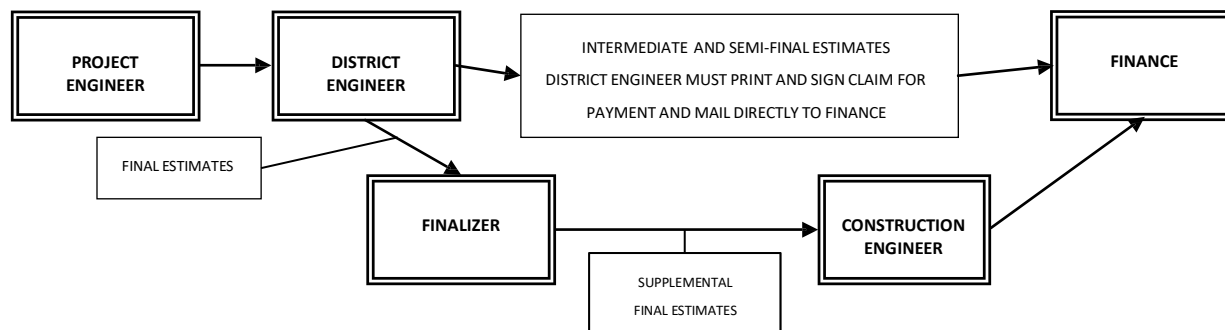 PROJECT
ENGINEER
DISTRICT
ENGINEER
INTERMEDIATE AND SEMI-FINAL ESTIMATES
DISTRICT ENGINEER MUST PRINT AND SIGN CLAIM FOR
PAYMENT AND MAIL DIRECTLY TO FINANCE
FINANCE
FINAL ESTIMATES
FINALIZER
CONSTRUCTION
ENGINEER
SUPPLEMENTAL
FINAL ESTIMATES